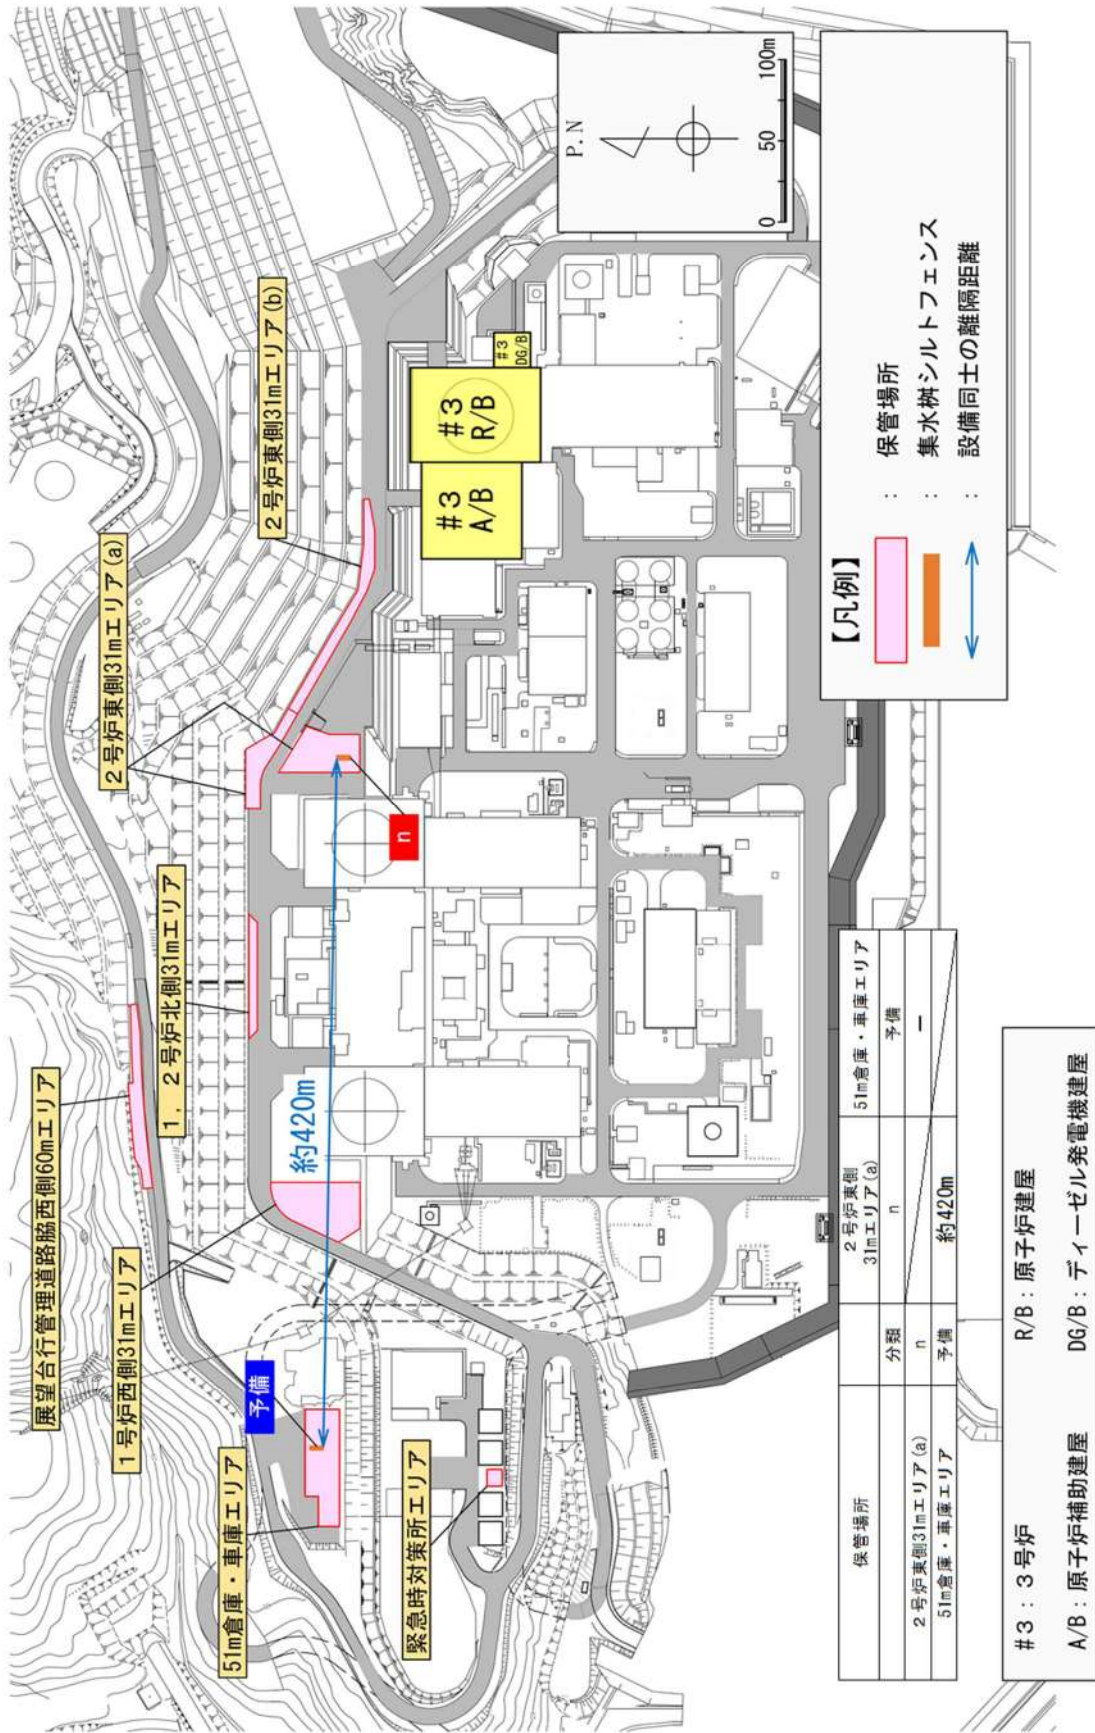 展望台行管理道路脇西側60mエリア
1号炉西側31mエリア
1，2号炉北側31mエリア
2号炉東側31mエリア(a)
2号炉東側31mエリア(b)
51m倉庫・車庫エリア
予備
約420m
n
緊急時対策所エリア
#3
A/B
#3
R/B
#3
DG/B
P.N
0 50 100m
【凡例】
： 保管場所
： 集水桝シルトフェンス
： 設備同士の離隔距離
保管場所 2号炉東側31mエリア(a) 51m倉庫・車庫エリア
分類 n 予備
2号炉東側31mエリア(a) n －
51m倉庫・車庫エリア 予備 約420m
#3：3号炉 R/B：原子炉建屋
A/B：原子炉補助建屋 DG/B：ディーゼル発電機建屋